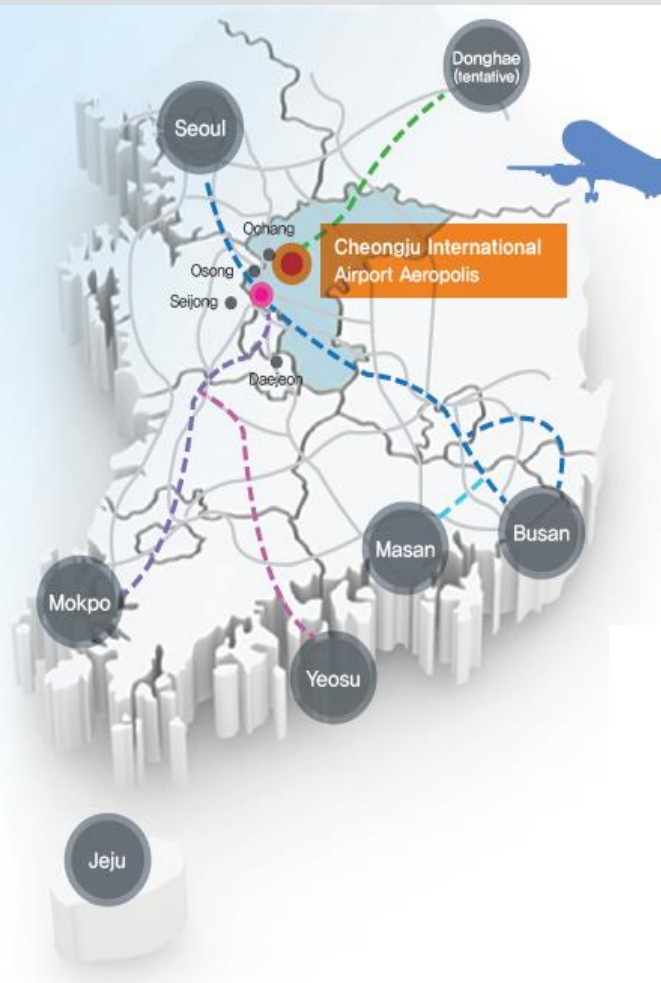 Donghae
(tentative)
Seoul
Ochang
Cheongju International
Airport Aeropolis
Osong
Seijong
Daejeon
Busan
Masan
Mokpo
Yeosu
Jeju